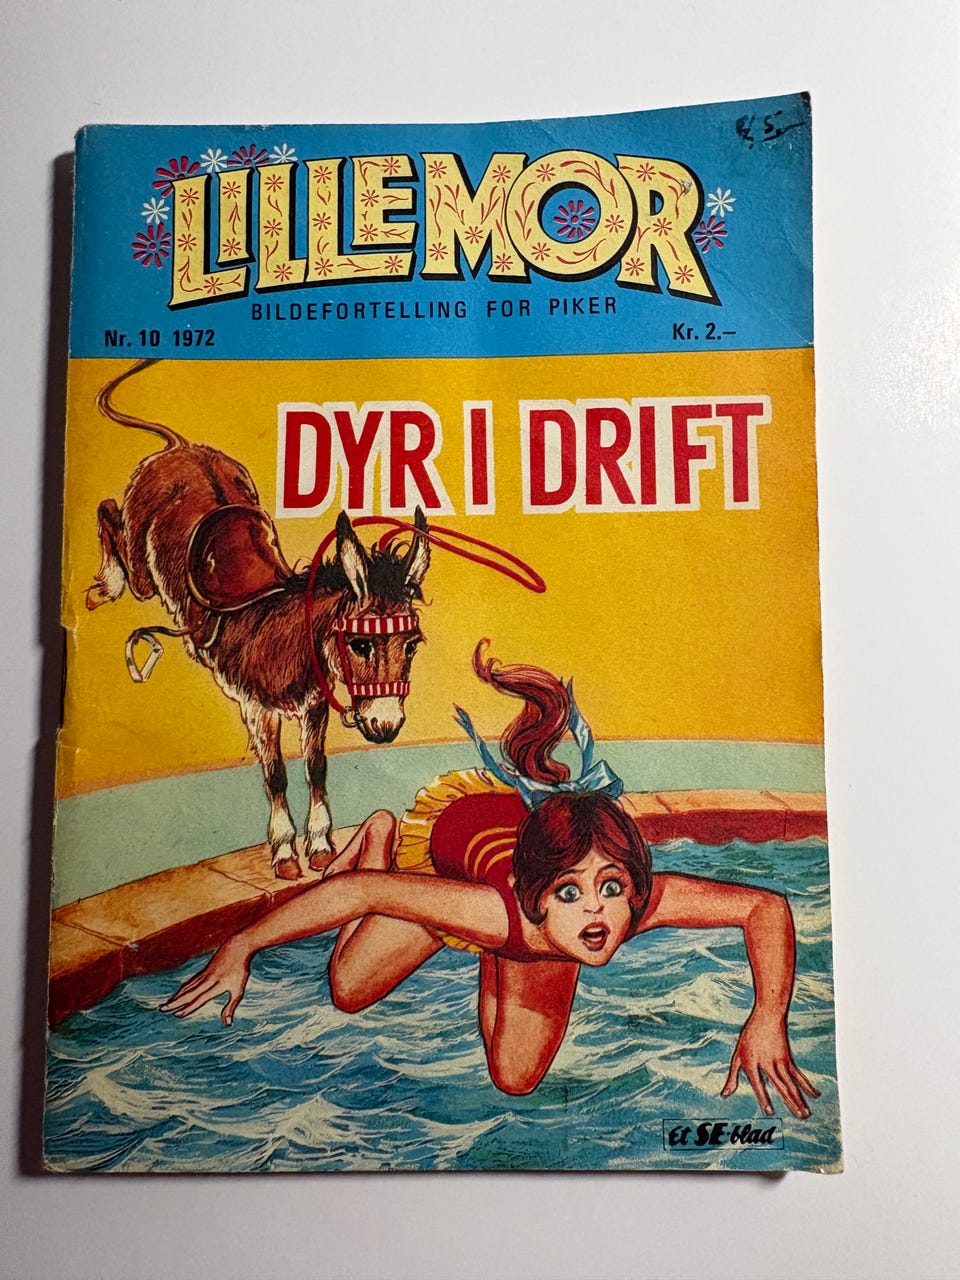 LILLEMOR
BILDEFORTELLING FOR PIKER
Nr. 10 1972
Kr. 2.–
DYR I DRIFT
Et SE-blad